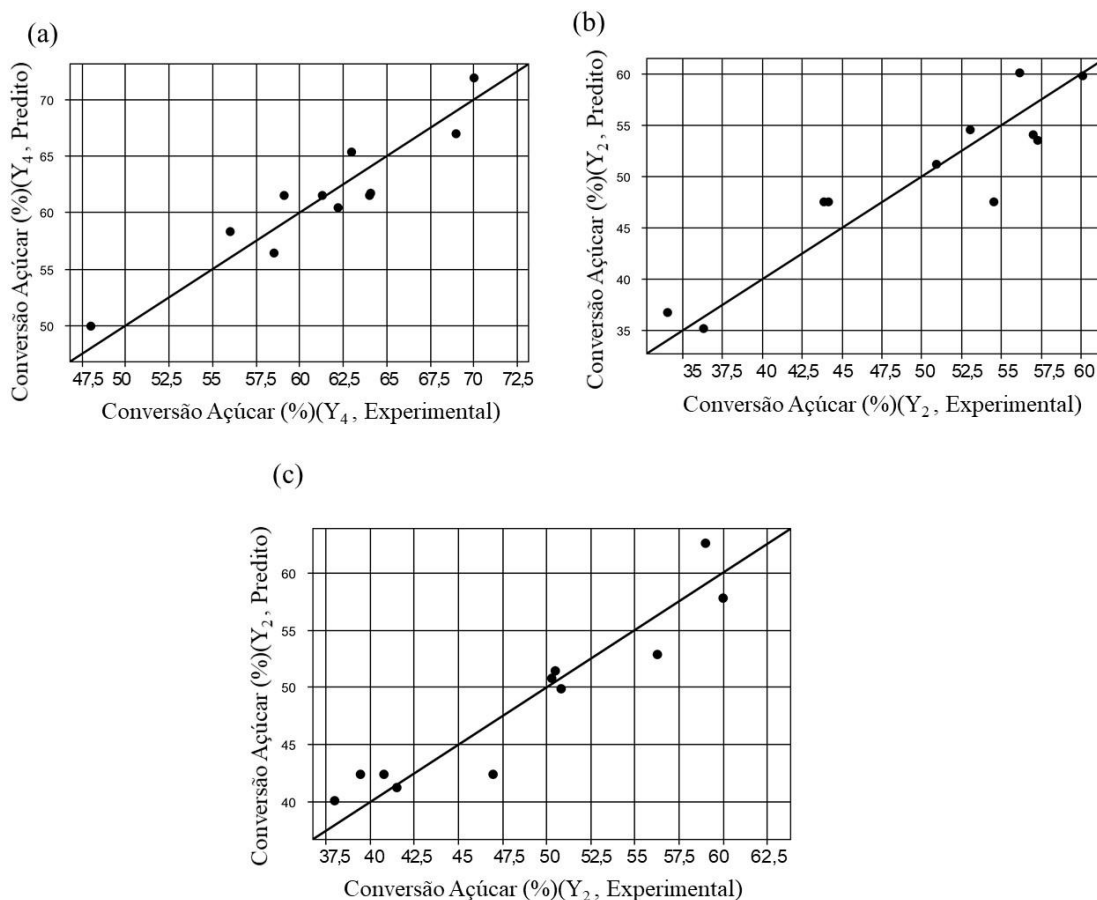 (a)
Conversão Açúcar (%)(Y₄, Predito)
70
65
60
55
50
47,5 50 52,5 55 57,5 60 62,5 65 67,5 70 72,5
Conversão Açúcar (%)(Y₄, Experimental)
(b)
Conversão Açúcar (%)(Y₂, Predito)
60
55
50
45
40
35
35 37,5 40 42,5 45 47,5 50 52,5 55 57,5 60
Conversão Açúcar (%)(Y₂, Experimental)
(c)
Conversão Açúcar (%)(Y₂, Predito)
60
55
50
45
40
37,5 40 42,5 45 47,5 50 52,5 55 57,5 60 62,5
Conversão Açúcar (%)(Y₂, Experimental)